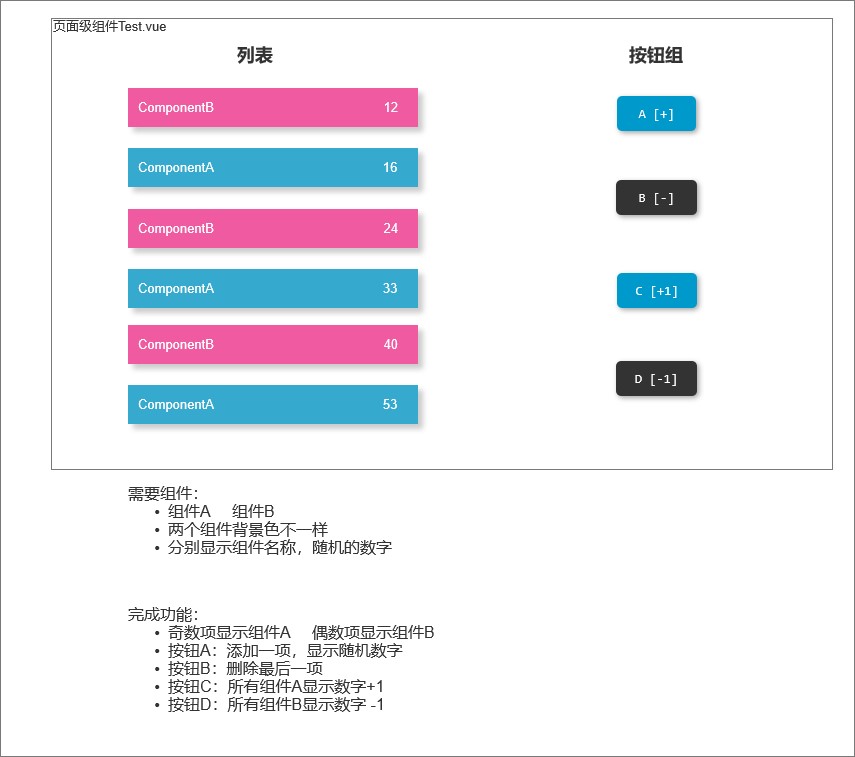 页面级组件Test.vue
列表
ComponentB 12
ComponentA 16
ComponentB 24
ComponentA 33
ComponentB 40
ComponentA 53
按钮组
A [+]
B [-]
C [+1]
D [-1]
需要组件：
• 组件A 组件B
• 两个组件背景色不一样
• 分别显示组件名称，随机的数字
完成功能：
• 奇数项显示组件A 偶数项显示组件B
• 按钮A：添加一项，显示随机数字
• 按钮B：删除最后一项
• 按钮C：所有组件A显示数字+1
• 按钮D：所有组件B显示数字 -1